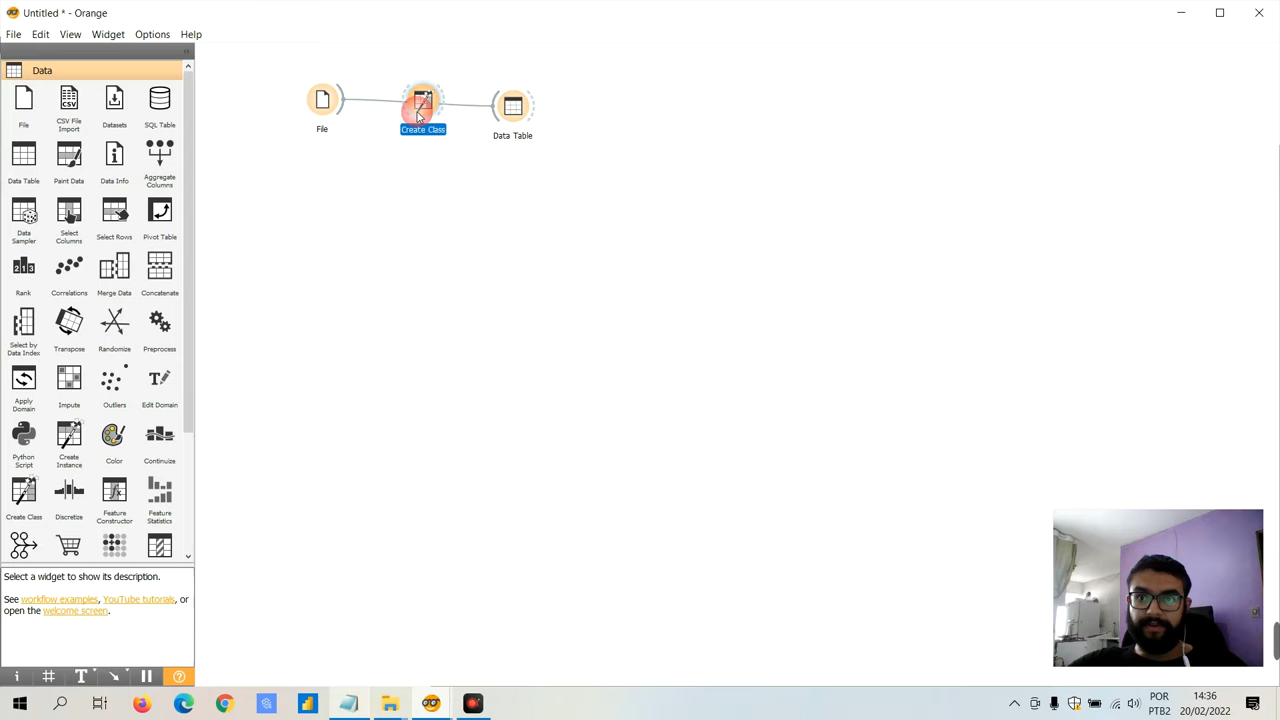 Untitled * - Orange
File Edit View Widget Options Help
Data
File
CSV File
Import
Datasets
SQL Table
Data Table
Paint Data
Data Info
Aggregate
Columns
Data
Sampler
Select
Columns
Select Rows
Pivot Table
Rank
Correlations
Merge Data
Concatenate
Select by
Data Index
Transpose
Randomize
Preprocess
Apply
Domain
Impute
Outliers
Edit Domain
Python
Script
Create
Instance
Color
Continuize
Create Class
Discretize
Feature
Constructor
Feature
Statistics
File
Create Class
Data Table
Select a widget to show its description.
See workflow examples, YouTube tutorials, or
open the welcome screen.
POR
PTB2
14:36
20/02/2022